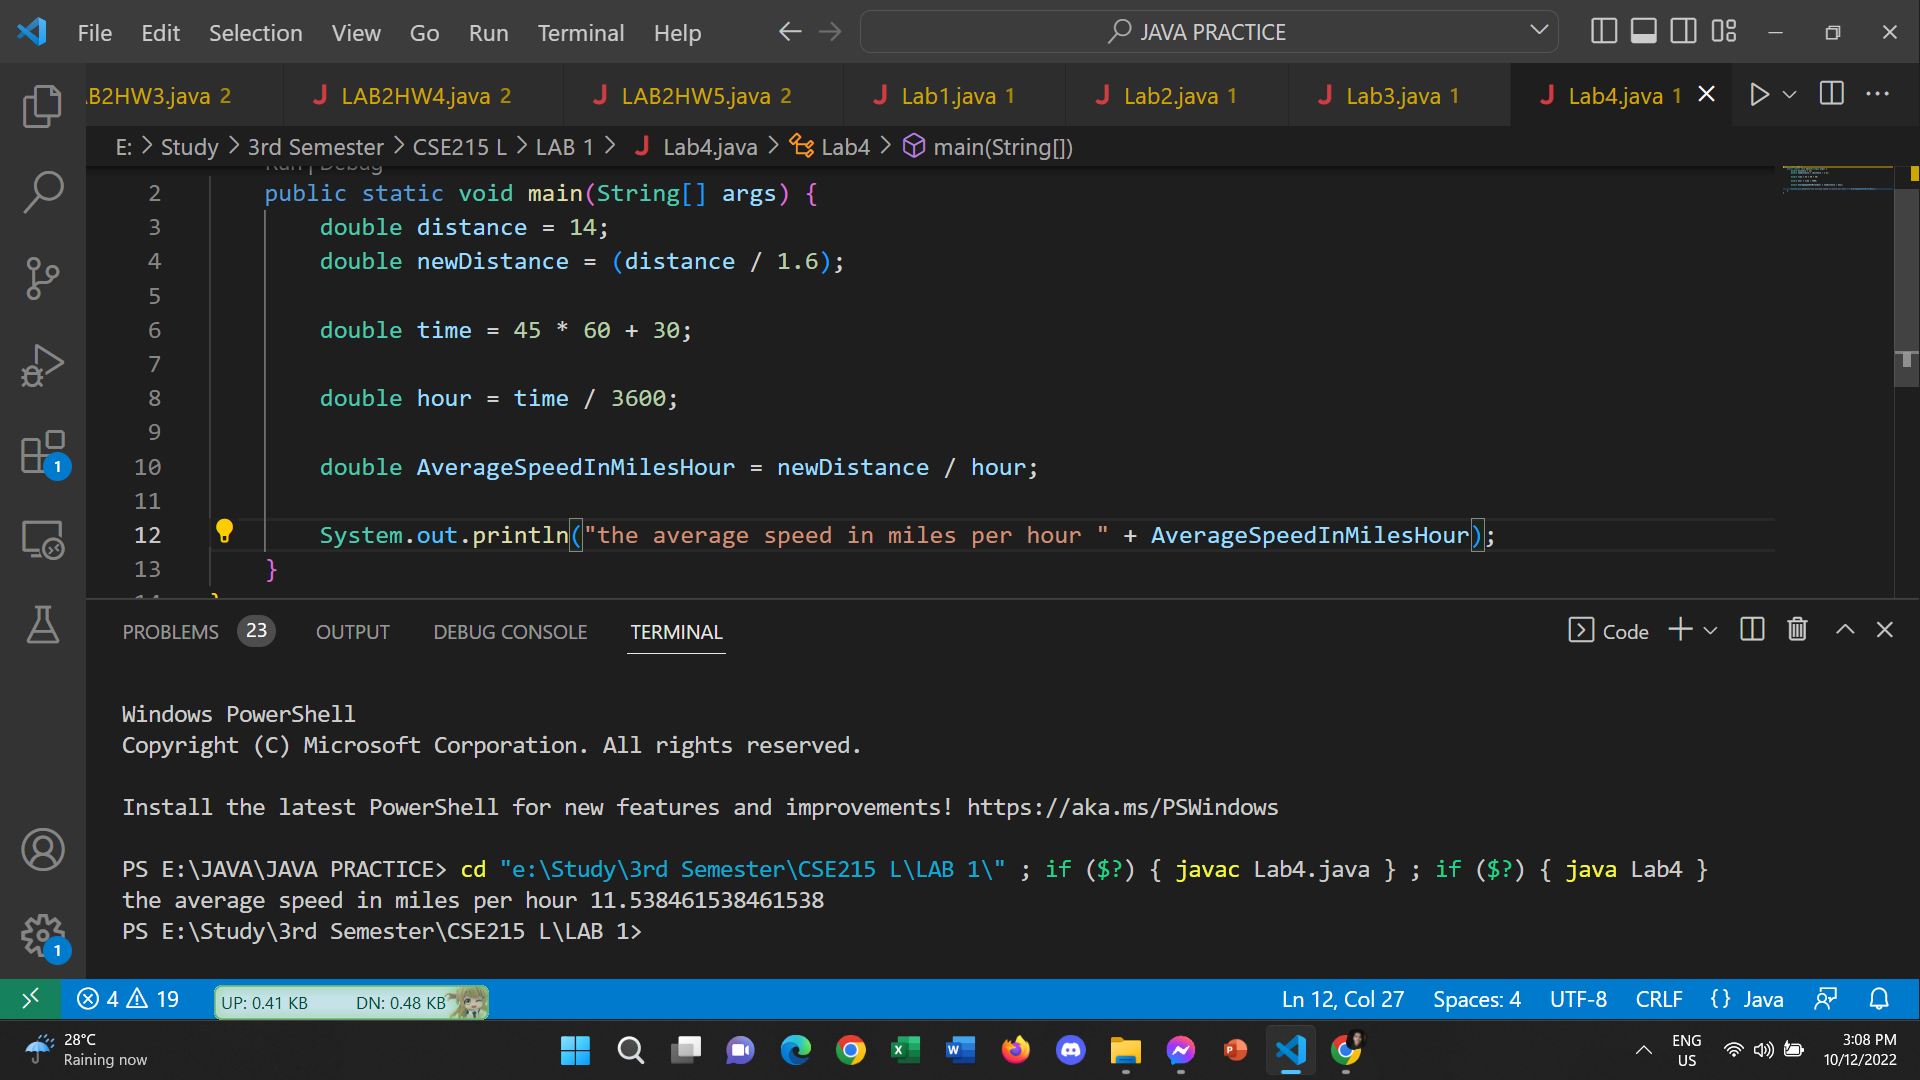 File Edit Selection View Go Run Terminal Help
JAVA PRACTICE
LAB2HW3.java 2
LAB2HW4.java 2
LAB2HW5.java 2
Lab1.java 1
Lab2.java 1
Lab3.java 1
Lab4.java 1
E: > Study > 3rd Semester > CSE215 L > LAB 1 > Lab4.java > Lab4 > main(String[])
Run | Debug
2 public static void main(String[] args) {
3 double distance = 14;
4 double newDistance = (distance / 1.6);
5
6 double time = 45 * 60 + 30;
7
8 double hour = time / 3600;
9
10 double AverageSpeedInMilesHour = newDistance / hour;
11
12 System.out.println("the average speed in miles per hour " + AverageSpeedInMilesHour);
13 }
14 }
PROBLEMS 23 OUTPUT DEBUG CONSOLE TERMINAL
Code
Windows PowerShell
Copyright (C) Microsoft Corporation. All rights reserved.
Install the latest PowerShell for new features and improvements! https://aka.ms/PSWindows
PS E:\JAVA\JAVA PRACTICE> cd "e:\Study\3rd Semester\CSE215 L\LAB 1\" ; if ($?) { javac Lab4.java } ; if ($?) { java Lab4 }
the average speed in miles per hour 11.538461538461538
PS E:\Study\3rd Semester\CSE215 L\LAB 1>
1
1
4 19
UP: 0.41 KB DN: 0.48 KB
Ln 12, Col 27 Spaces: 4 UTF-8 CRLF {} Java
28°C
Raining now
ENG
US
3:08 PM
10/12/2022